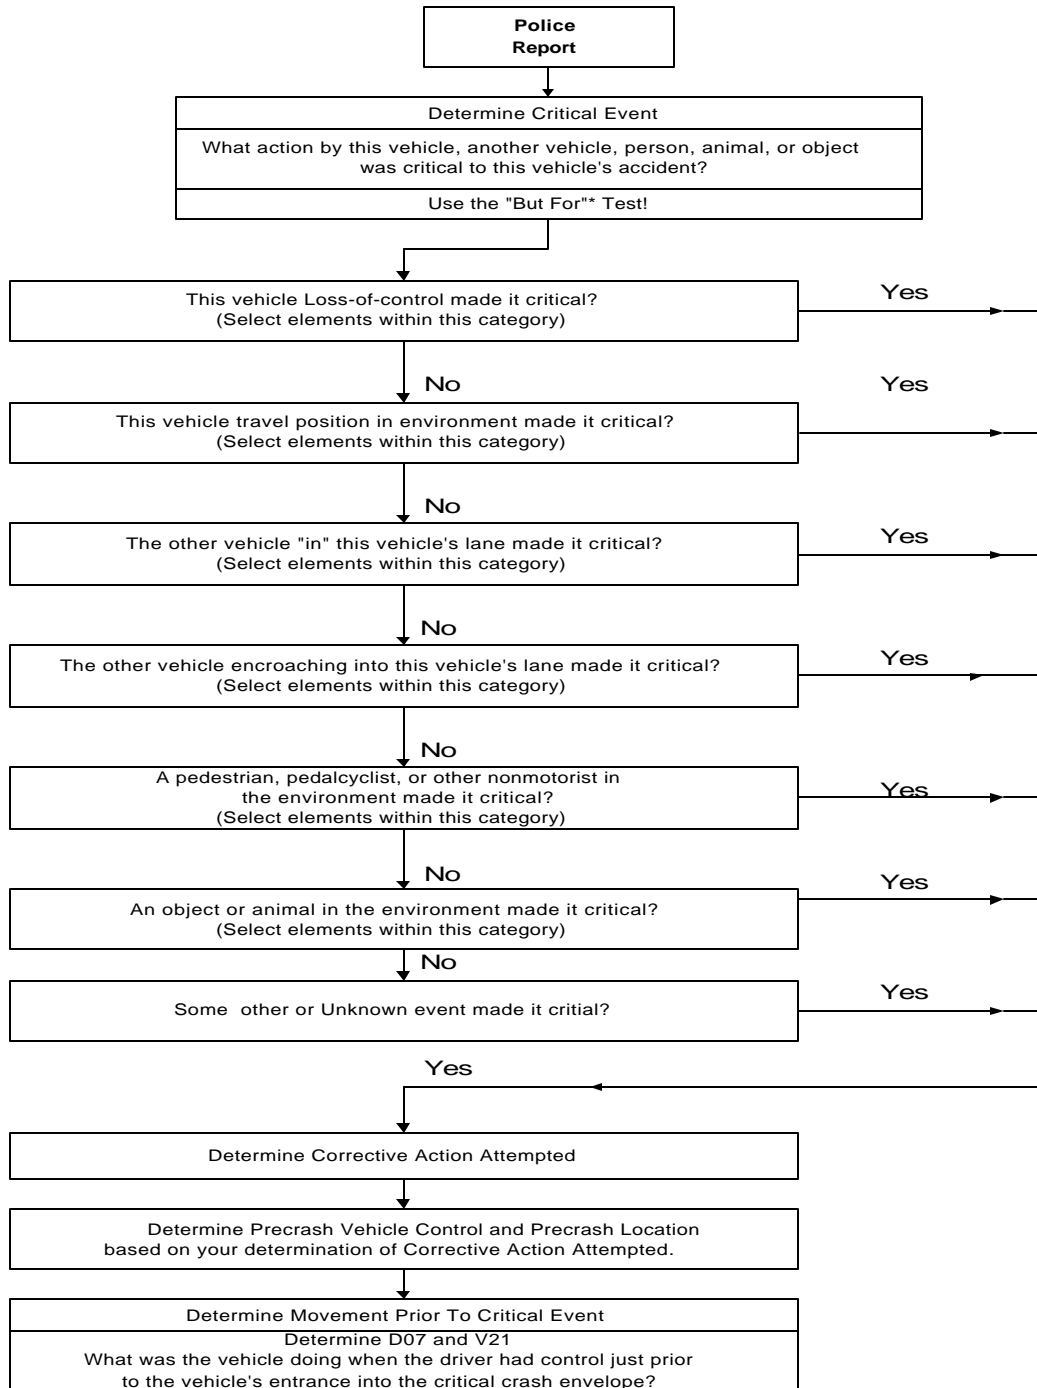 Police
Report
Determine Critical Event
What action by this vehicle, another vehicle, person, animal, or object
was critical to this vehicle's accident?
Use the "But For"* Test!
This vehicle Loss-of-control made it critical?
(Select elements within this category)
Yes
No
Yes
This vehicle travel position in environment made it critical?
(Select elements within this category)
No
The other vehicle "in" this vehicle's lane made it critical?
(Select elements within this category)
Yes
No
The other vehicle encroaching into this vehicle's lane made it critical?
(Select elements within this category)
Yes
No
A pedestrian, pedalcyclist, or other nonmotorist in
the environment made it critical?
(Select elements within this category)
Yes
No
An object or animal in the environment made it critical?
(Select elements within this category)
Yes
No
Some other or Unknown event made it critial?
Yes
Yes
Determine Corrective Action Attempted
Determine Precrash Vehicle Control and Precrash Location
based on your determination of Corrective Action Attempted.
Determine Movement Prior To Critical Event
Determine D07 and V21
What was the vehicle doing when the driver had control just prior
to the vehicle's entrance into the critical crash envelope?